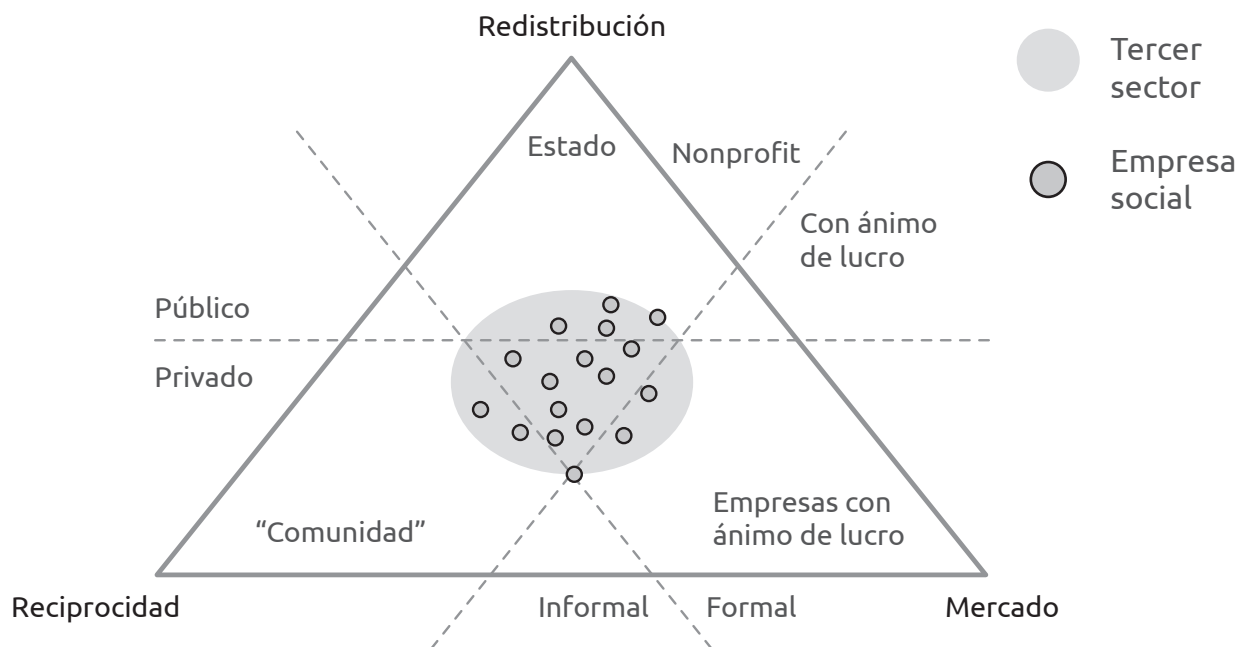 Redistribución
Tercer
sector
Estado
Nonprofit
Empresa
social
Con ánimo
de lucro
Público
Privado
Empresas con
ánimo de lucro
“Comunidad”
Reciprocidad
Informal
Formal
Mercado